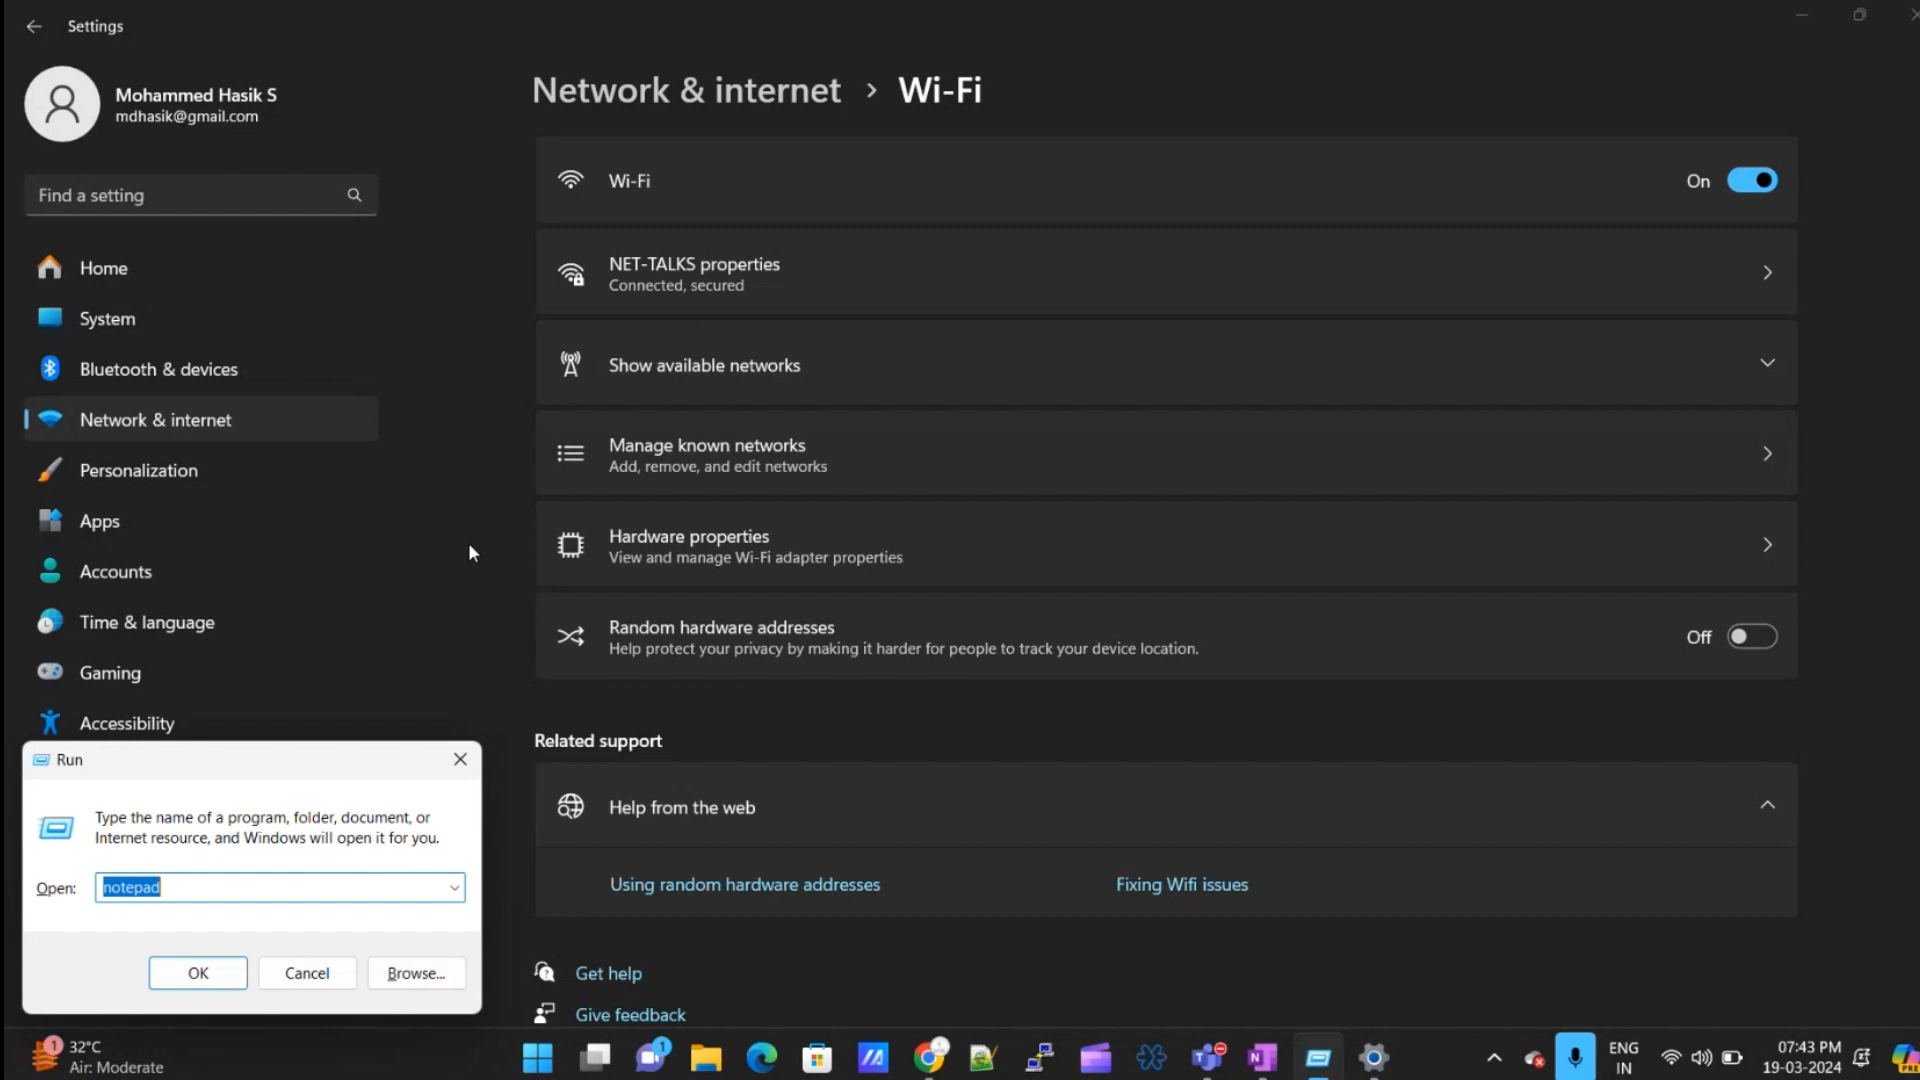 Settings
Mohammed Hasik S
mdhasik@gmail.com
Find a setting
Home
System
Bluetooth & devices
Network & internet
Personalization
Apps
Accounts
Time & language
Gaming
Accessibility
Network & internet > Wi-Fi
Wi-Fi
On
NET-TALKS properties
Connected, secured
Show available networks
Manage known networks
Add, remove, and edit networks
Hardware properties
View and manage Wi-Fi adapter properties
Random hardware addresses
Help protect your privacy by making it harder for people to track your device location.
Off
Related support
Help from the web
Using random hardware addresses
Fixing Wifi issues
Get help
Give feedback
Run
Type the name of a program, folder, document, or
Internet resource, and Windows will open it for you.
Open: notepad
OK
Cancel
Browse...
1
32°C
Air: Moderate
1
ENG
IN
07:43 PM
19-03-2024
PRE